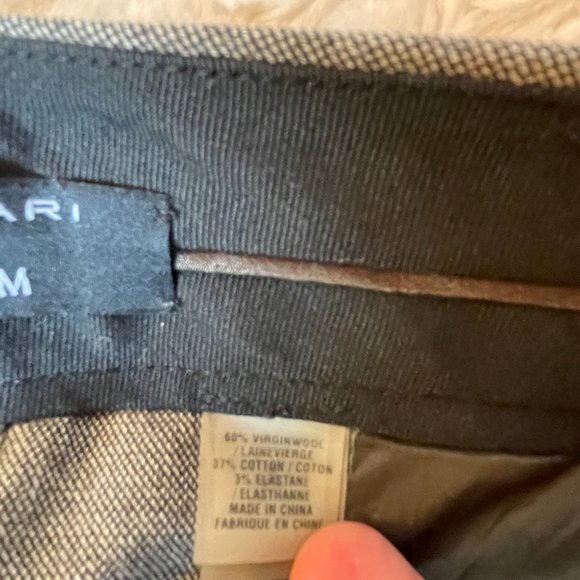 ARI
M
60% VIRGINWOOL
/LAINEVIERGE
37% COTTON / COTON
3% ELASTANE
/ELASTHANNE
MADE IN CHINA
FABRIQUE EN CHINE